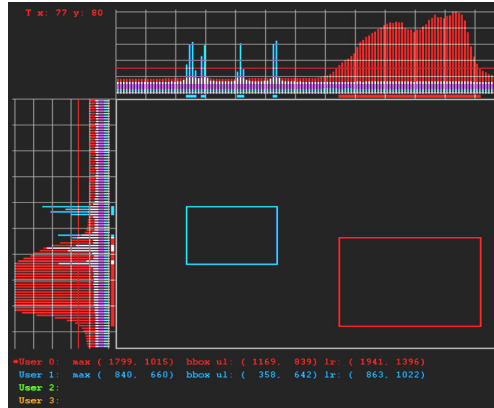 T x: 77 y: 80
*User 0: max ( 1799, 1015) bbox ul: ( 1169, 839) lr: ( 1941, 1396)
User 1: max ( 840, 660) bbox ul: ( 358, 642) lr: ( 863, 1022)
User 2:
User 3: